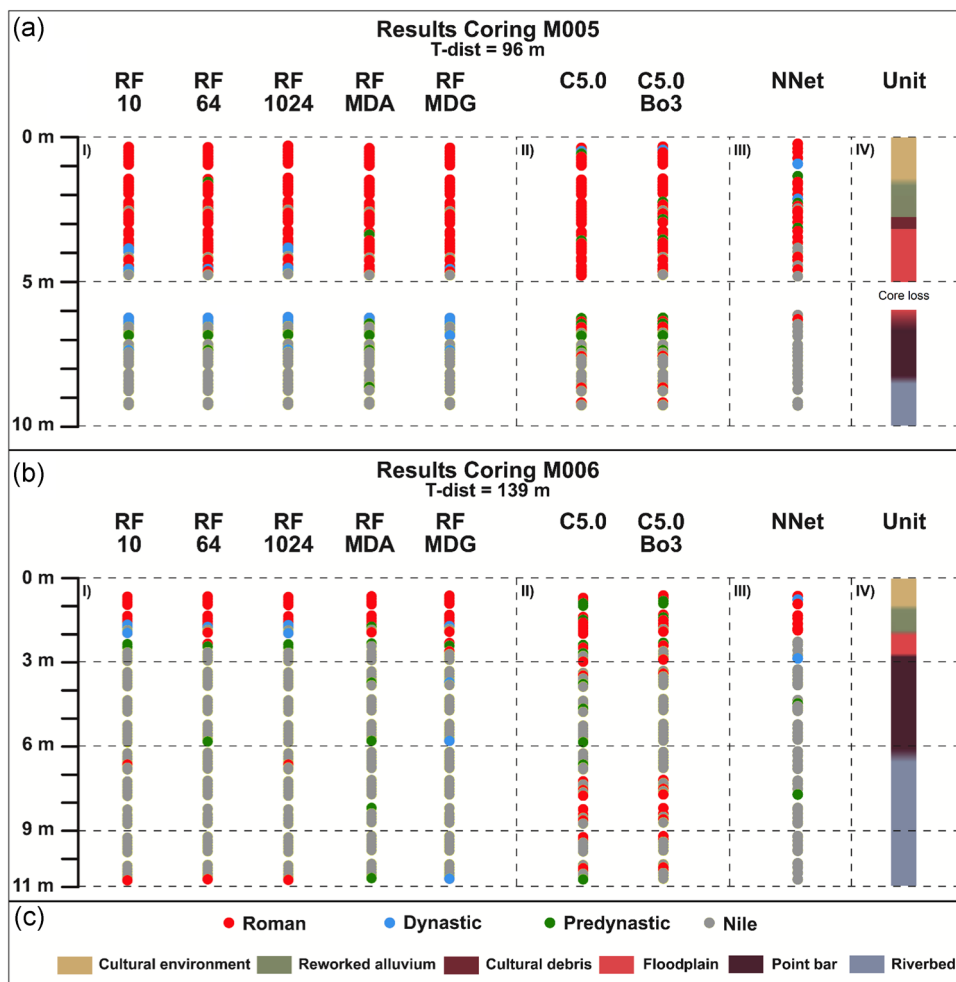 (a)
Results Coring M005
T-dist = 96 m
RF 10
RF 64
RF 1024
RF MDA
RF MDG
C5.0
C5.0 Bo3
NNet
Unit
0 m
I)
II)
III)
IV)
5 m
Core loss
10 m
(b)
Results Coring M006
T-dist = 139 m
RF 10
RF 64
RF 1024
RF MDA
RF MDG
C5.0
C5.0 Bo3
NNet
Unit
0 m
I)
II)
III)
IV)
3 m
6 m
9 m
11 m
(c)
Roman
Dynastic
Predynastic
Nile
Cultural environment
Reworked alluvium
Cultural debris
Floodplain
Point bar
Riverbed